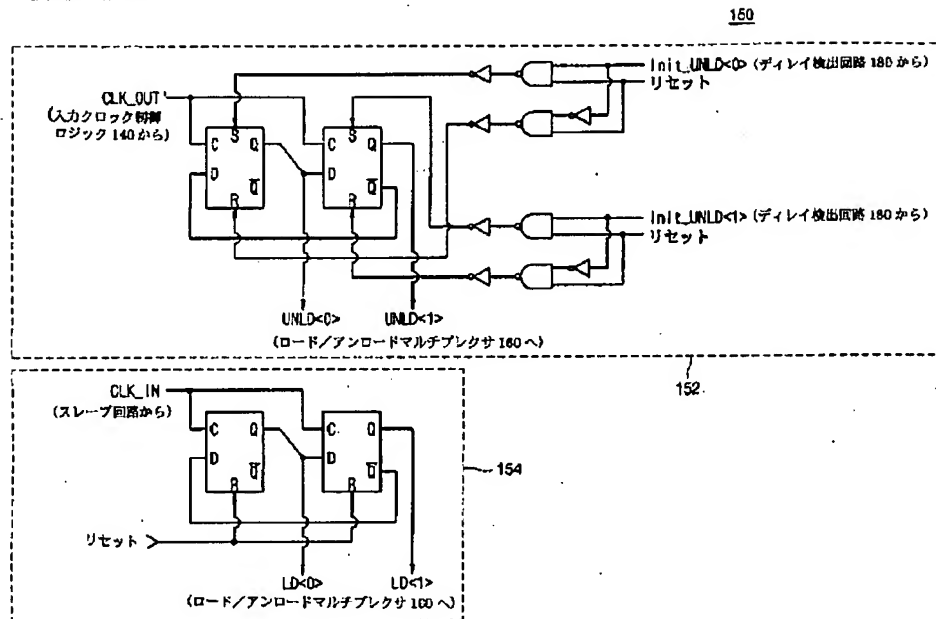 150
CLK_OUT
(入力クロック制御
ロジック 140 から)
C S Q
D Q
R
C S Q
D Q
R
Init_UNLD<0> (ディレイ検出回路 180 から)
リセット
Init_UNLD<1> (ディレイ検出回路 180 から)
リセット
UNLD<0> UNLD<1>
(ロード/アンロードマルチプレクサ 160 へ)
152
CLK_IN
(スレーブ回路から)
C Q
D Q
R
C Q
D Q
R
154
リセット
LD<0> LD<1>
(ロード/アンロードマルチプレクサ 160 へ)